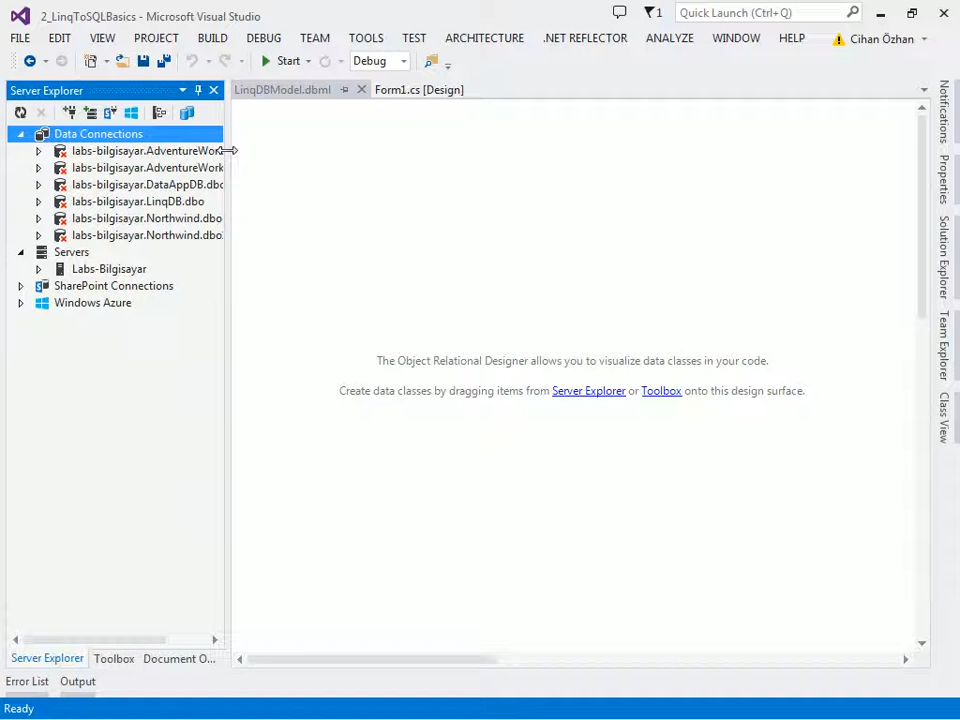 2_LinqToSQLBasics - Microsoft Visual Studio
1
Quick Launch (Ctrl+Q)
FILE EDIT VIEW PROJECT BUILD DEBUG TEAM TOOLS TEST ARCHITECTURE .NET REFLECTOR ANALYZE WINDOW HELP Cihan Özhan
Start Debug
Server Explorer
LinqDBModel.dbml Form1.cs [Design]
Data Connections
labs-bilgisayar.AdventureWor
labs-bilgisayar.AdventureWork
labs-bilgisayar.DataAppDB.dbo
labs-bilgisayar.LinqDB.dbo
labs-bilgisayar.Northwind.dbo
labs-bilgisayar.Northwind.dbo
Servers
Labs-Bilgisayar
SharePoint Connections
Windows Azure
The Object Relational Designer allows you to visualize data classes in your code.
Create data classes by dragging items from Server Explorer or Toolbox onto this design surface.
Notifications
Properties
Solution Explorer
Team Explorer
Class View
Server Explorer Toolbox Document O...
Error List Output
Ready